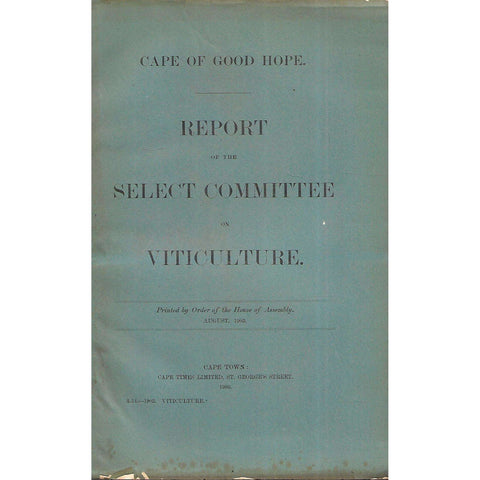 CAPE OF GOOD HOPE.
REPORT
OF THE
SELECT COMMITTEE
ON
VITICULTURE.
Printed by Order of the House of Assembly.
AUGUST, 1905.
CAPE TOWN:
CAPE TIMES LIMITED, ST. GEORGE'S STREET.
1905.
VITICULTURE.